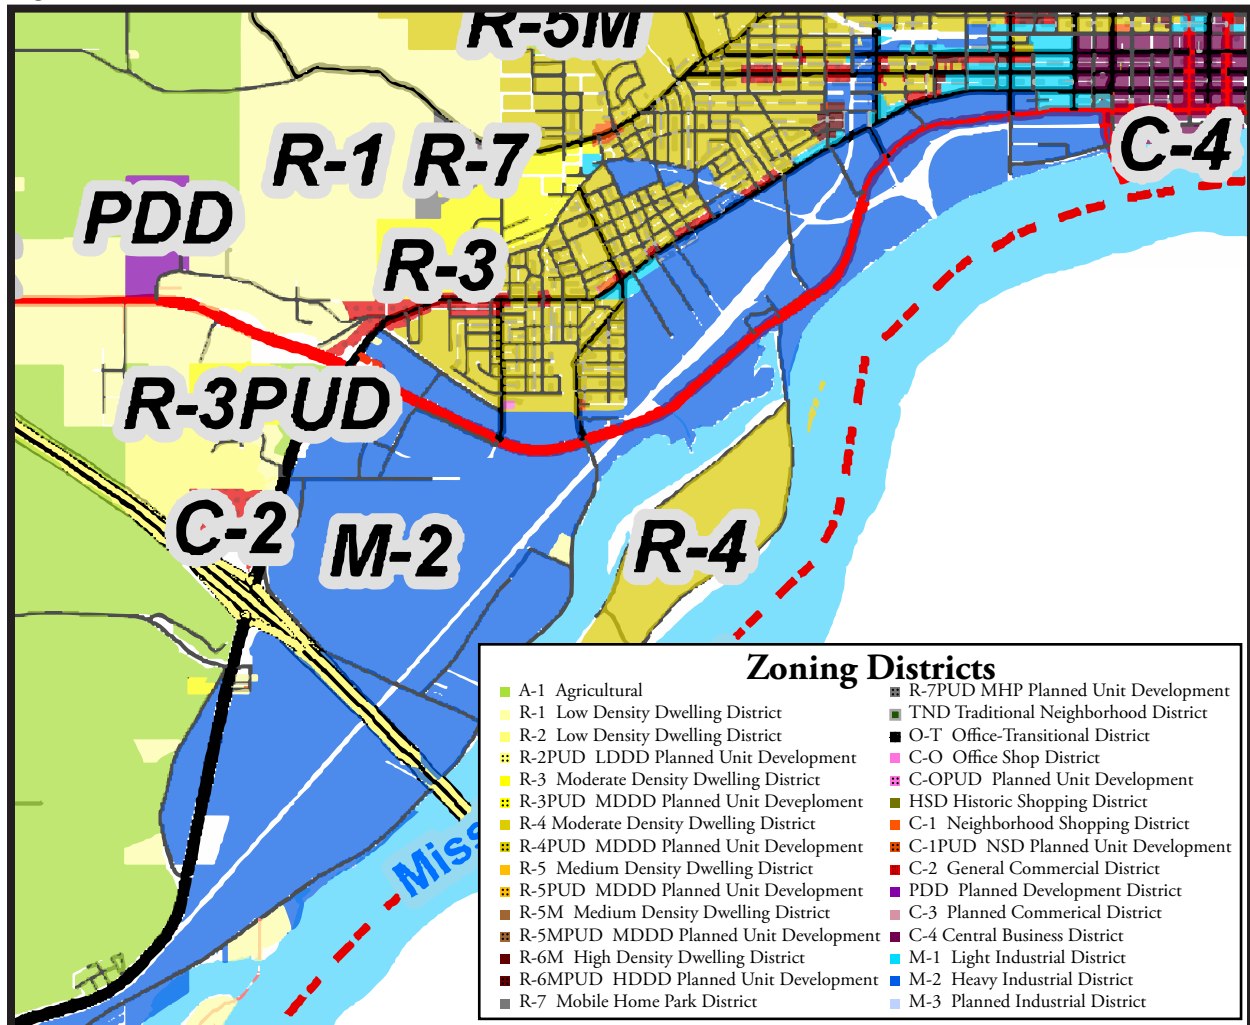 R-5M
R-1 R-7
C-4
PDD
R-3
R-3PUD
C-2
M-2
R-4
Miss
Zoning Districts
A-1 Agricultural
R-1 Low Density Dwelling District
R-2 Low Density Dwelling District
R-2PUD LDDD Planned Unit Development
R-3 Moderate Density Dwelling District
R-3PUD MDDD Planned Unit Deveploment
R-4 Moderate Density Dwelling District
R-4PUD MDDD Planned Unit Development
R-5 Medium Density Dwelling District
R-5PUD MDDD Planned Unit Development
R-5M Medium Density Dwelling District
R-5MPUD MDDD Planned Unit Development
R-6M High Density Dwelling District
R-6MPUD HDDD Planned Unit Development
R-7 Mobile Home Park District
R-7PUD MHP Planned Unit Development
TND Traditional Neighborhood District
O-T Office-Transitional District
C-O Office Shop District
C-OPUD Planned Unit Development
HSD Historic Shopping District
C-1 Neighborhood Shopping District
C-1PUD NSD Planned Unit Development
C-2 General Commercial District
PDD Planned Development District
C-3 Planned Commerical District
C-4 Central Business District
M-1 Light Industrial District
M-2 Heavy Industrial District
M-3 Planned Industrial District